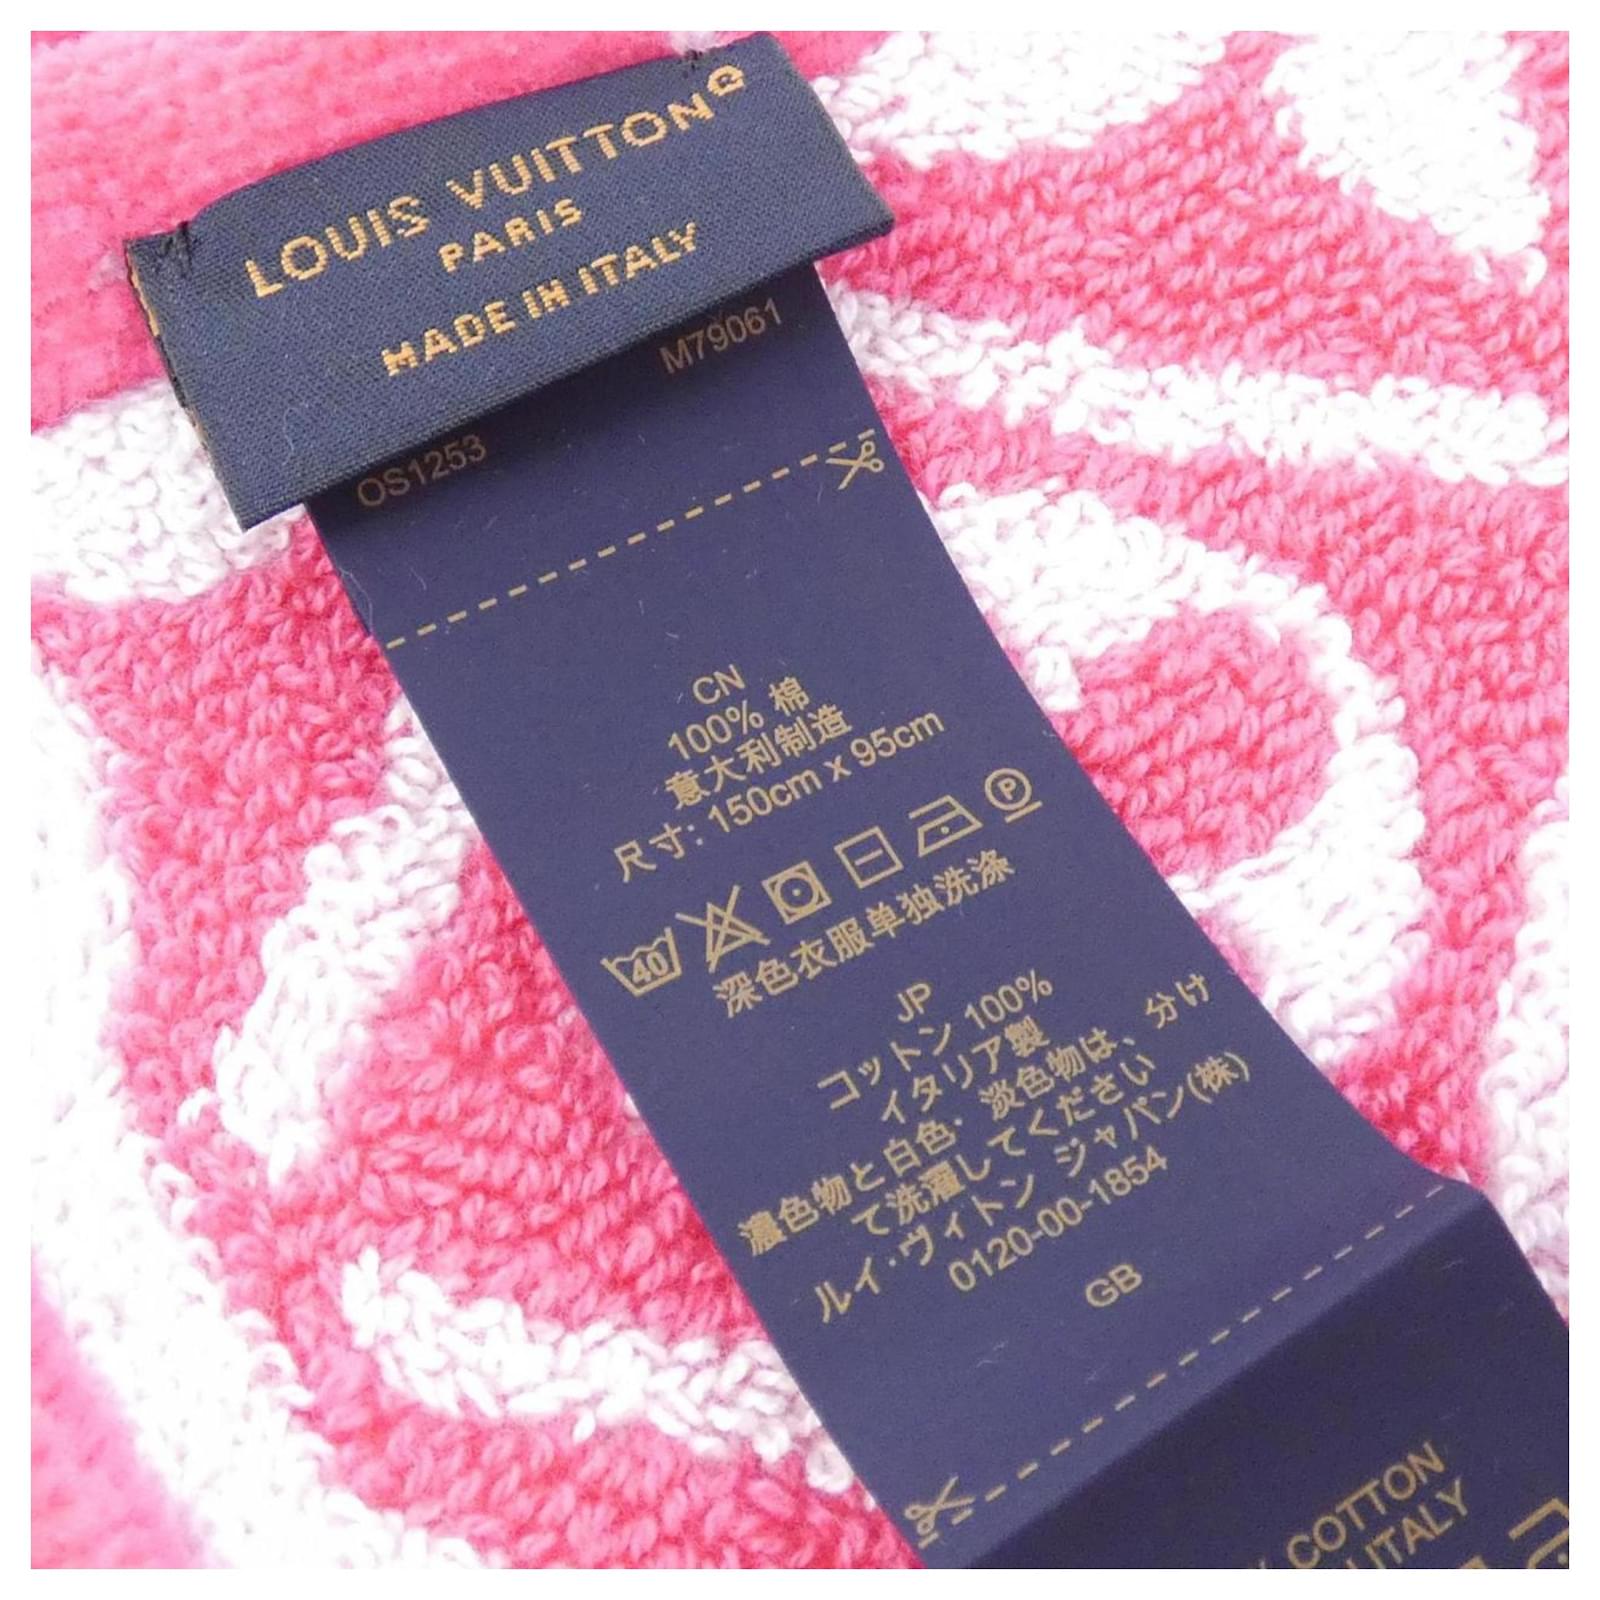 LOUIS VUITTON®
PARIS
MADE IN ITALY
M79061
OS1253
CN
100% 棉
意大利制造
尺寸: 150cm x 95cm
40
P
深色衣服单独洗涤
JP
コットン 100%
イタリア製
濃色物と白色·淡色物は、分け
て洗濯してください
ルイ·ヴィトン ジャパン(株)
0120-00-1854
GB
COTTON
ITALY